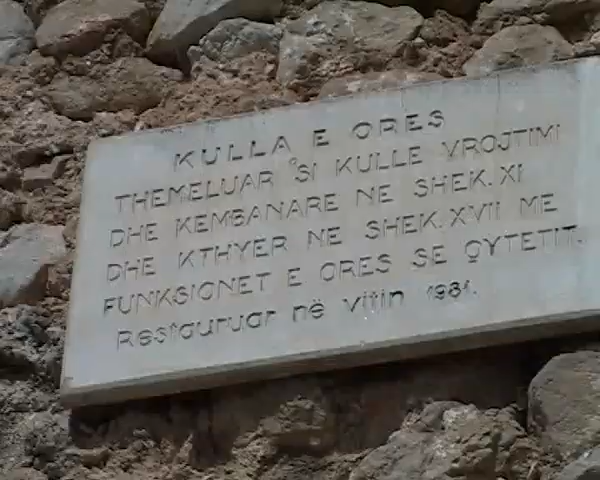 KULLA E ORES
THEMELUAR SI KULLE VROJTIMI
DHE KEMBANARE NE SHEK. XI
DHE KTHYER NE SHEK. XVII ME
FUNKSIONET E ORES SE QYTETIT.
Restauruar në vitin 1981.